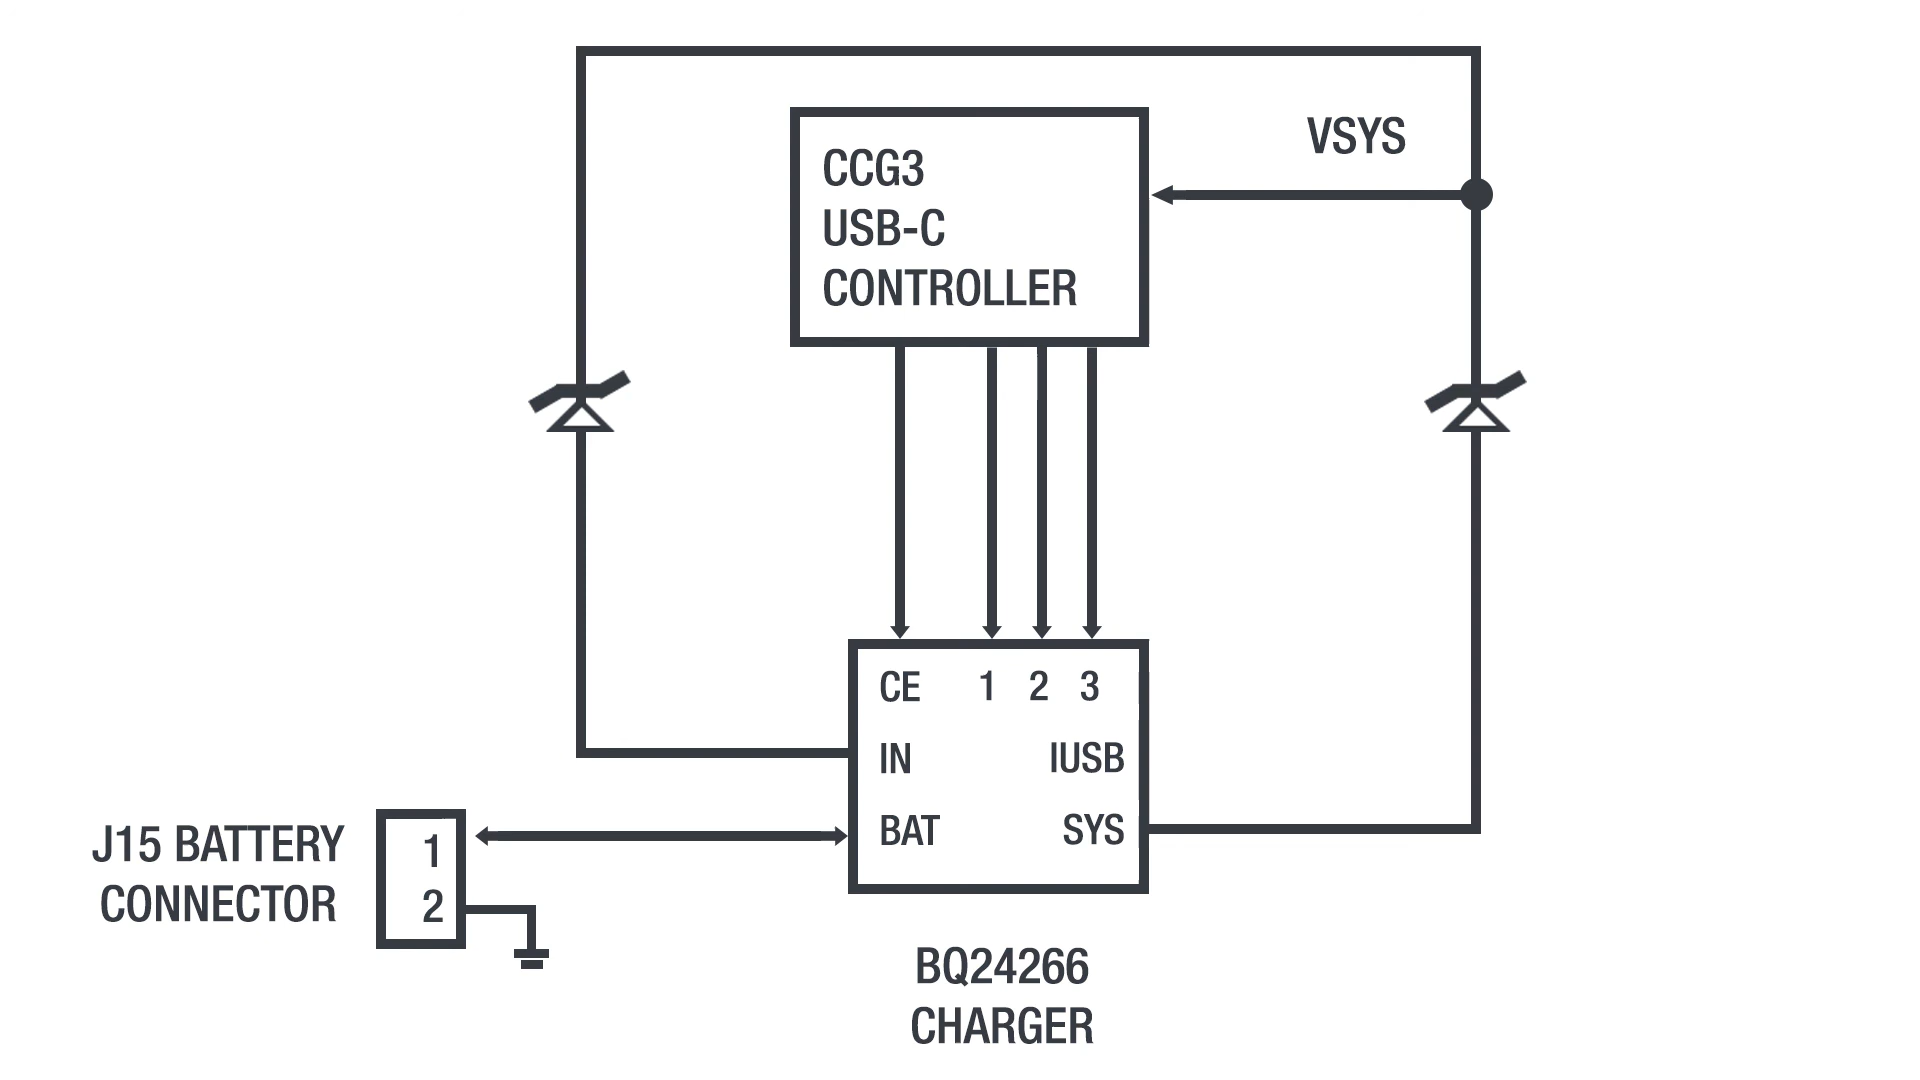 VSYS
CCG3
USB-C
CONTROLLER
CE 1 2 3
IN IUSB
BAT SYS
J15 BATTERY
CONNECTOR
1
2
BQ24266
CHARGER